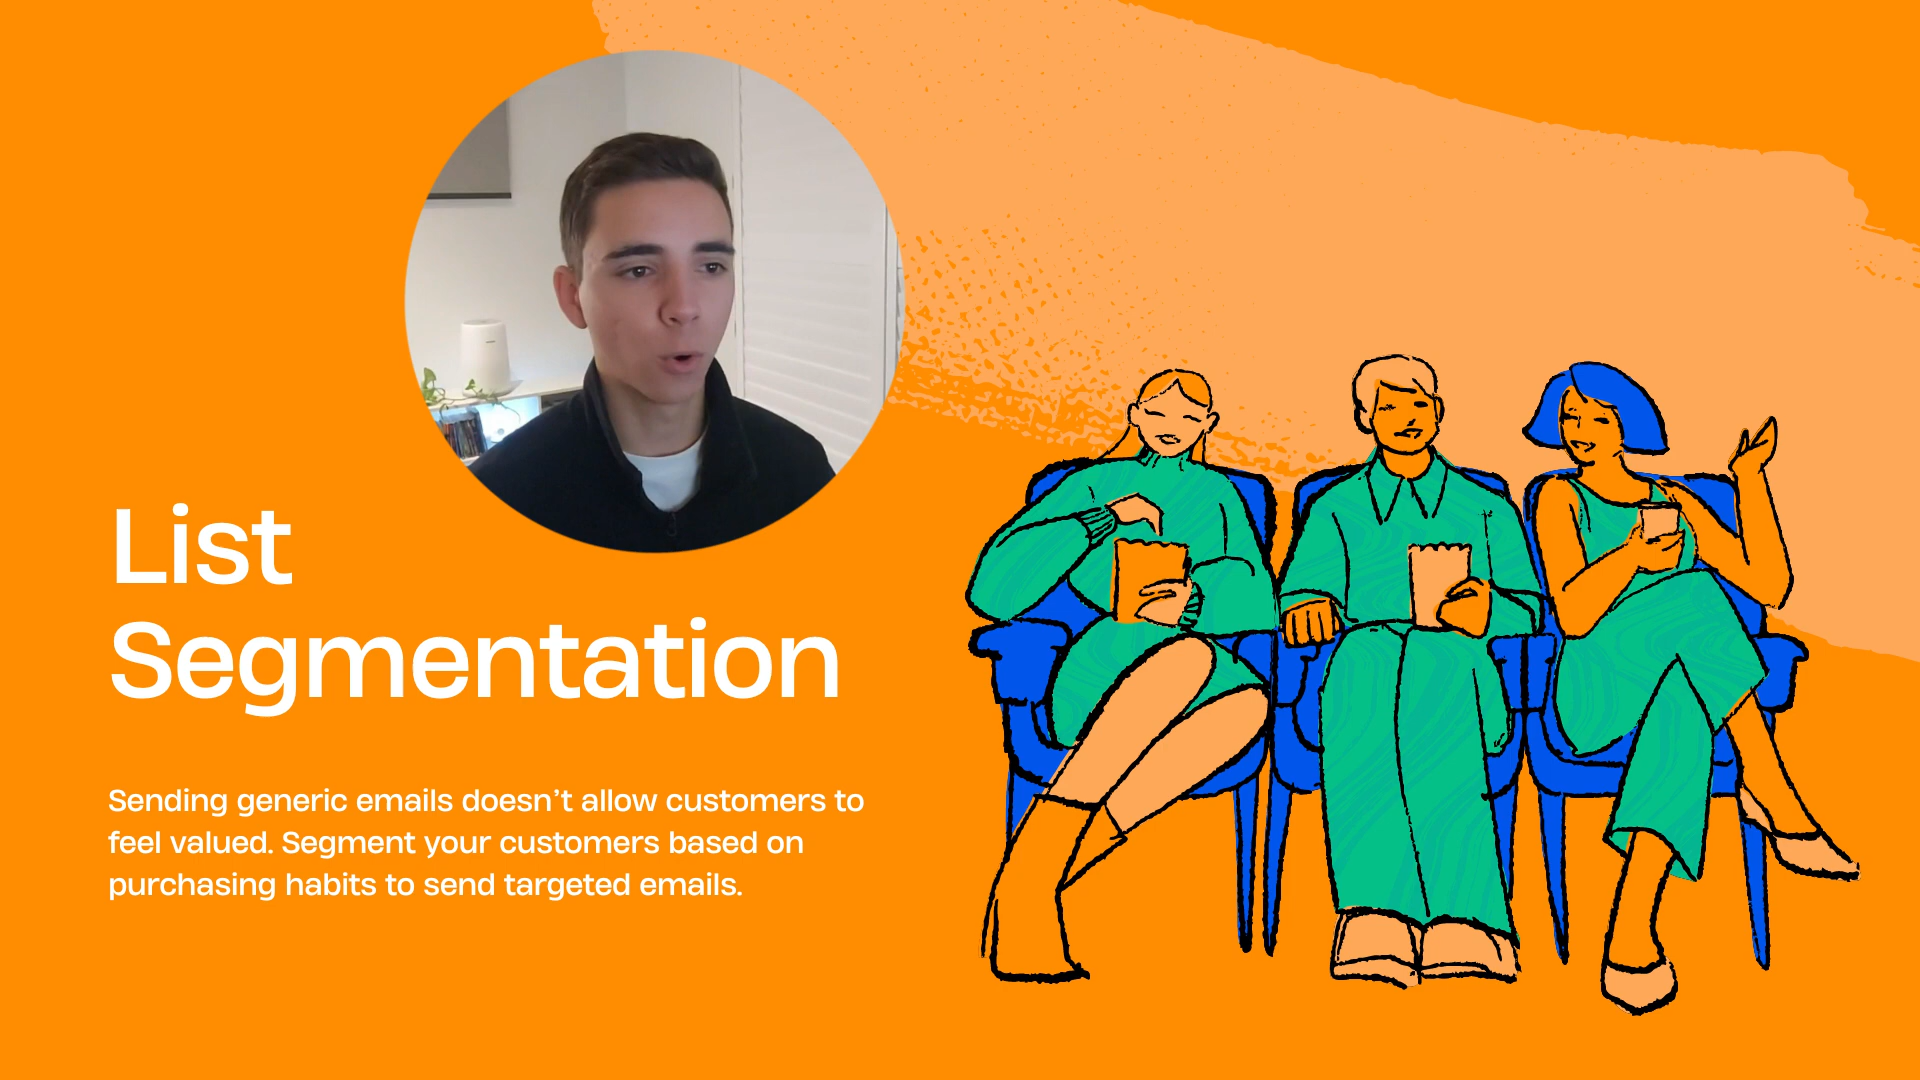 List
Segmentation
Sending generic emails doesn’t allow customers to
feel valued. Segment your customers based on
purchasing habits to send targeted emails.